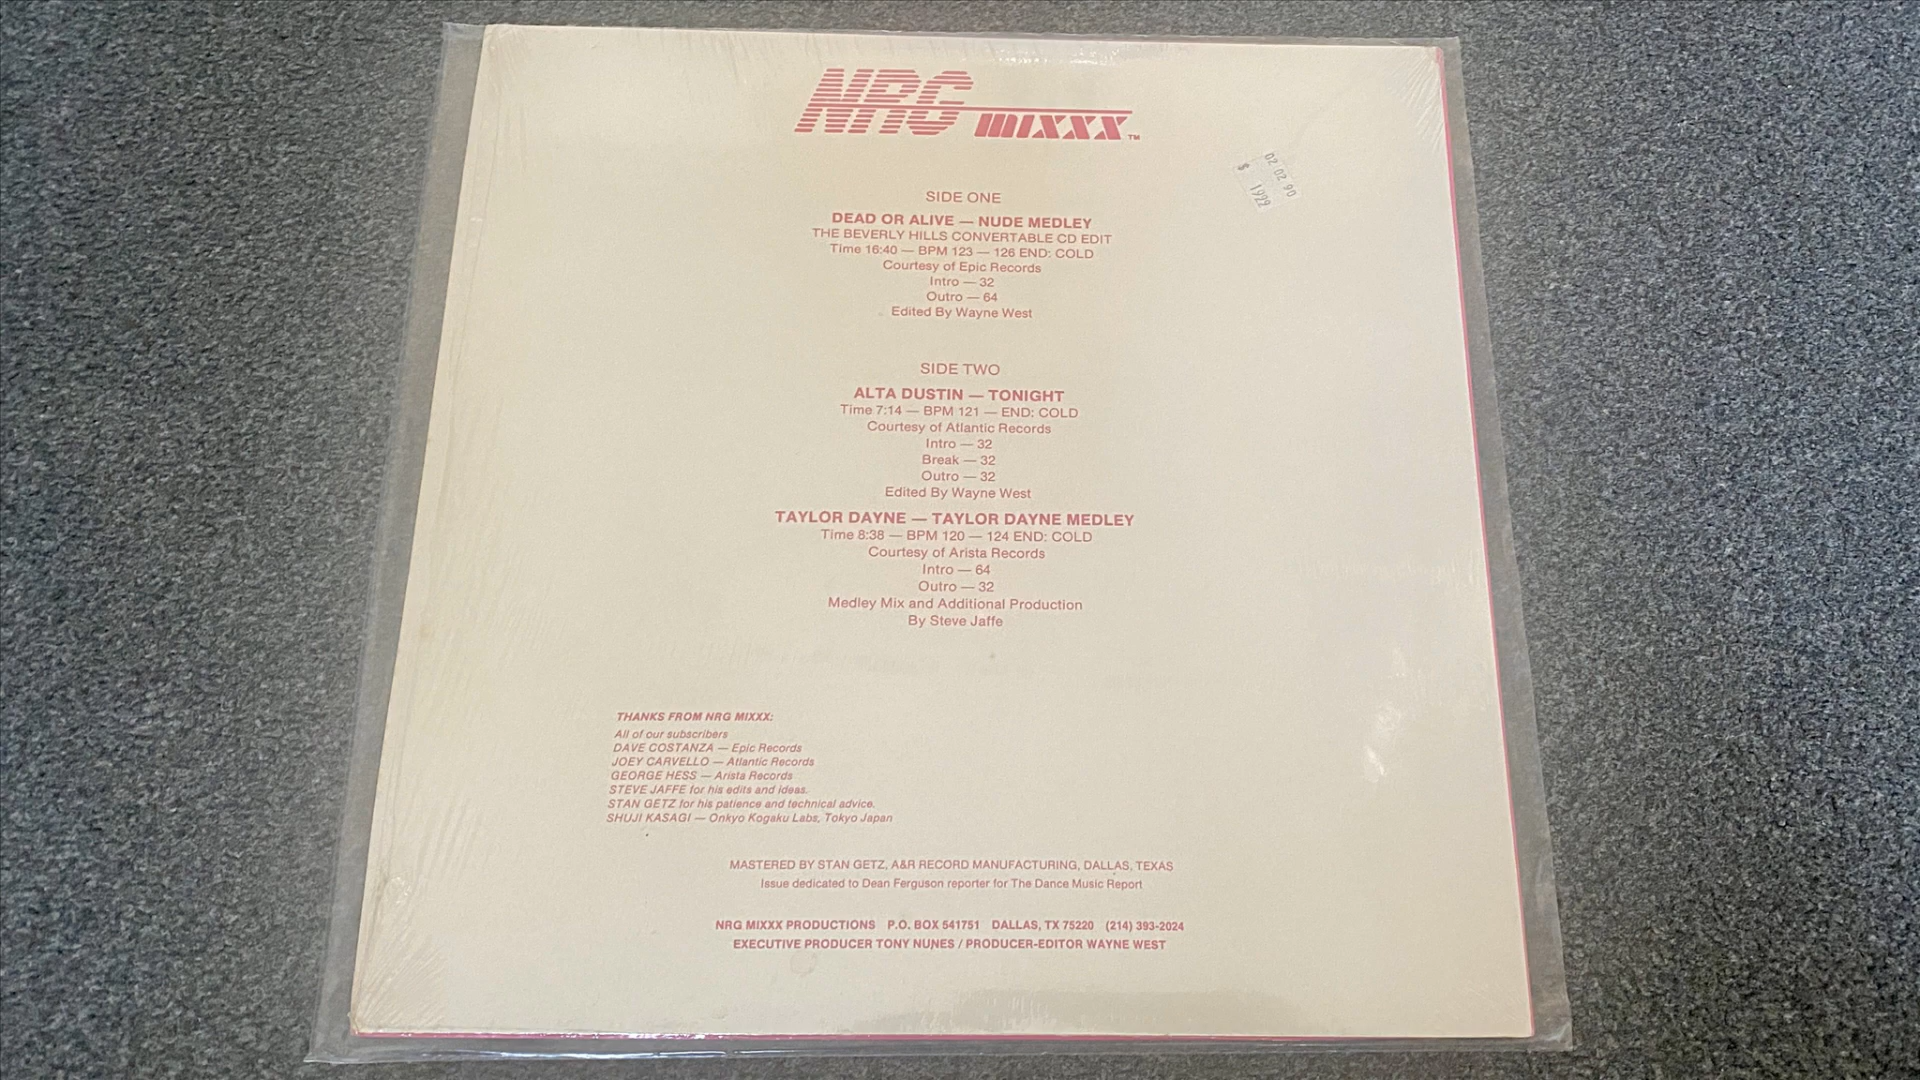 NRG MIXXX™
02 02 90
$ 1999
SIDE ONE
DEAD OR ALIVE — NUDE MEDLEY
THE BEVERLY HILLS CONVERTABLE CD EDIT
Time 16:40 — BPM 123 — 126 END: COLD
Courtesy of Epic Records
Intro — 32
Outro — 64
Edited By Wayne West
SIDE TWO
ALTA DUSTIN — TONIGHT
Time 7:14 — BPM 121 — END: COLD
Courtesy of Atlantic Records
Intro — 32
Break — 32
Outro — 32
Edited By Wayne West
TAYLOR DAYNE — TAYLOR DAYNE MEDLEY
Time 8:38 — BPM 120 — 124 END: COLD
Courtesy of Arista Records
Intro — 64
Outro — 32
Medley Mix and Additional Production
By Steve Jaffe
THANKS FROM NRG MIXXX:
All of our subscribers
DAVE COSTANZA — Epic Records
JOEY CARVELLO — Atlantic Records
GEORGE HESS — Arista Records
STEVE JAFFE for his edits and ideas.
STAN GETZ for his patience and technical advice.
SHUJI KASAGI — Onkyo Kogaku Labs, Tokyo Japan
MASTERED BY STAN GETZ, A&R RECORD MANUFACTURING, DALLAS, TEXAS
Issue dedicated to Dean Ferguson reporter for The Dance Music Report
NRG MIXXX PRODUCTIONS P.O. BOX 541751 DALLAS, TX 75220 (214) 393-2024
EXECUTIVE PRODUCER TONY NUNES / PRODUCER-EDITOR WAYNE WEST